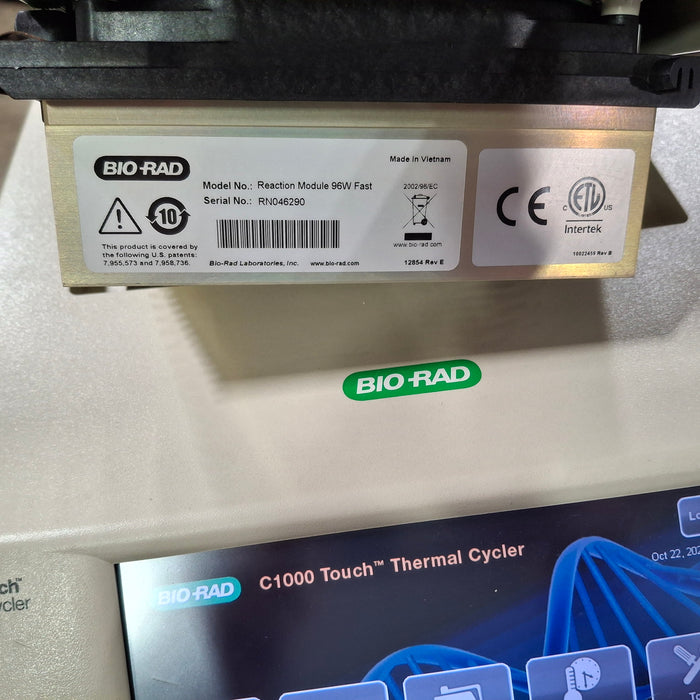 BIO-RAD
Made in Vietnam
Model No.: Reaction Module 96W Fast
Serial No.: RN046290
10
2002/96/EC
www.bio-rad.com
This product is covered by
the following U.S. patents:
7,955,573 and 7,958,736.
Bio-Rad Laboratories, Inc. www.bio-rad.com
12854 Rev E
CE
C ETL US
Intertek
10022455 Rev B
BIO-RAD
BIO-RAD
C1000 Touch™ Thermal Cycler
Oct 22, 202